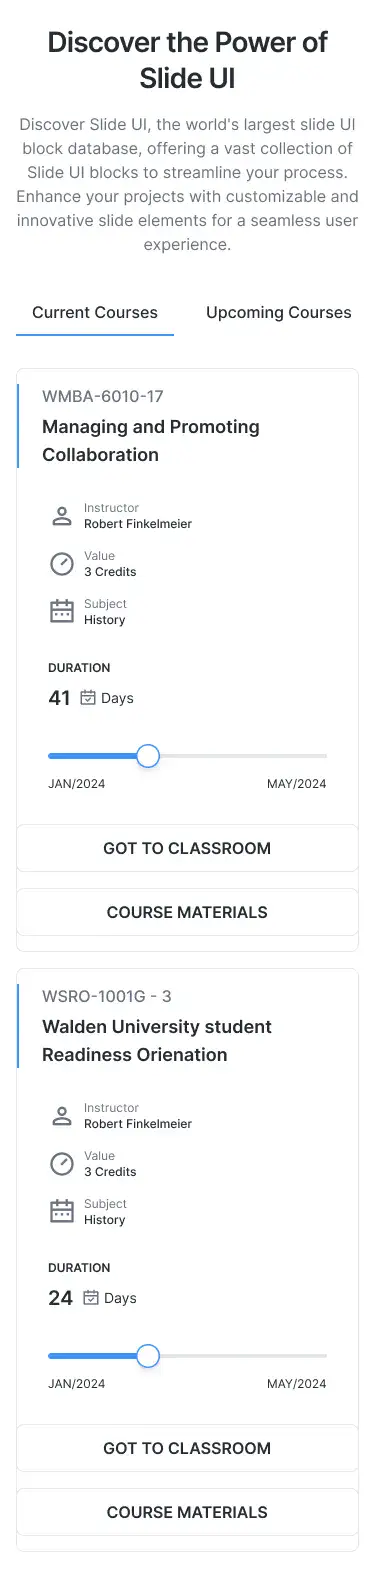 Discover the Power of
Slide UI
Discover Slide UI, the world's largest slide UI
block database, offering a vast collection of
Slide UI blocks to streamline your process.
Enhance your projects with customizable and
innovative slide elements for a seamless user
experience.
Current Courses
Upcoming Courses
WMBA-6010-17
Managing and Promoting
Collaboration
Instructor
Robert Finkelmeier
Value
3 Credits
Subject
History
DURATION
41 Days
JAN/2024
MAY/2024
GOT TO CLASSROOM
COURSE MATERIALS
WSRO-1001G - 3
Walden University student
Readiness Orienation
Instructor
Robert Finkelmeier
Value
3 Credits
Subject
History
DURATION
24 Days
JAN/2024
MAY/2024
GOT TO CLASSROOM
COURSE MATERIALS